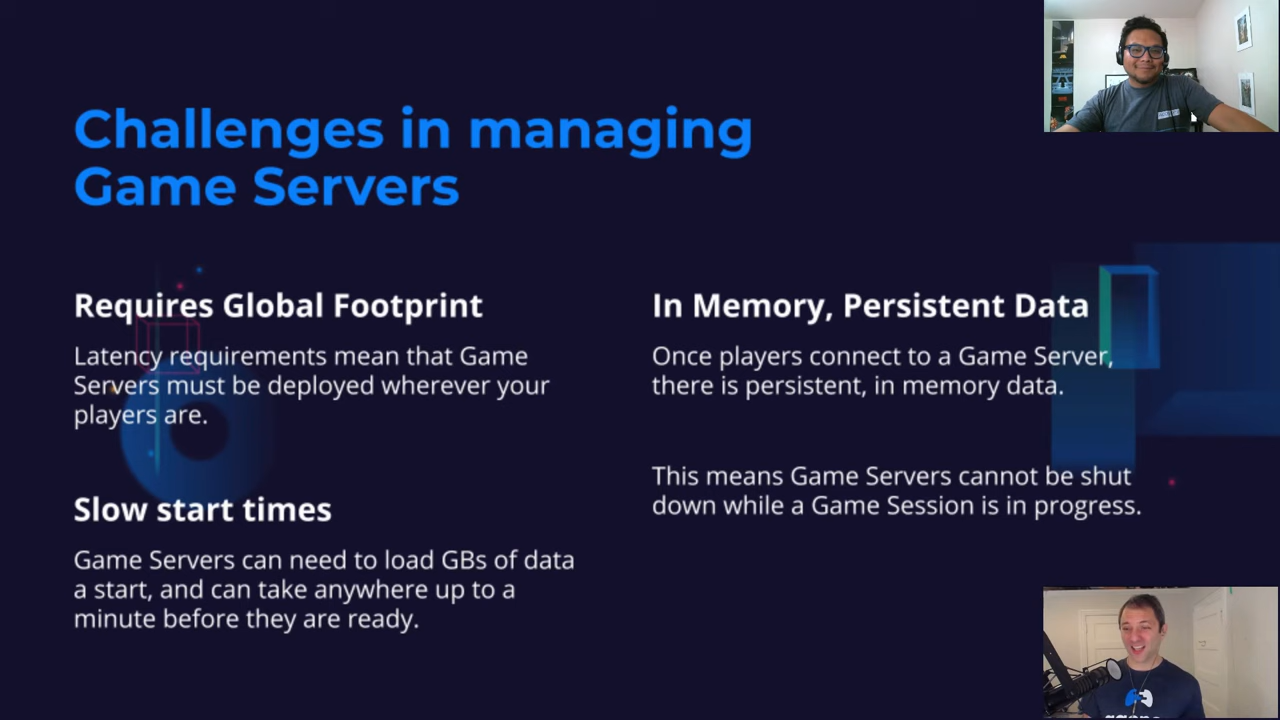 Challenges in managing
Game Servers
Requires Global Footprint
Latency requirements mean that Game
Servers must be deployed wherever your
players are.
Slow start times
Game Servers can need to load GBs of data
a start, and can take anywhere up to a
minute before they are ready.
In Memory, Persistent Data
Once players connect to a Game Server,
there is persistent, in memory data.
This means Game Servers cannot be shut
down while a Game Session is in progress.